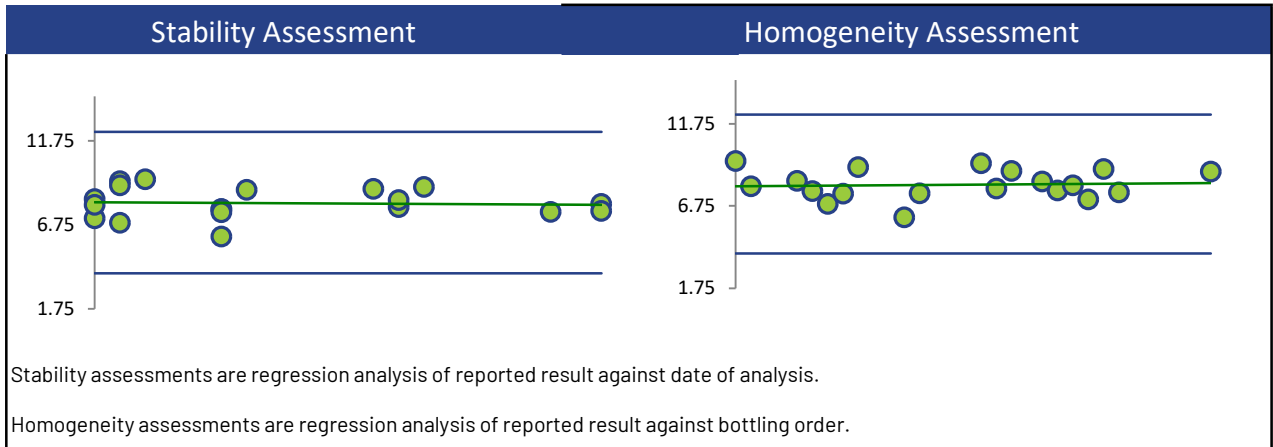 Stability Assessment
Homogeneity Assessment
11.75
6.75
1.75
11.75
6.75
1.75
Stability assessments are regression analysis of reported result against date of analysis.
Homogeneity assessments are regression analysis of reported result against bottling order.